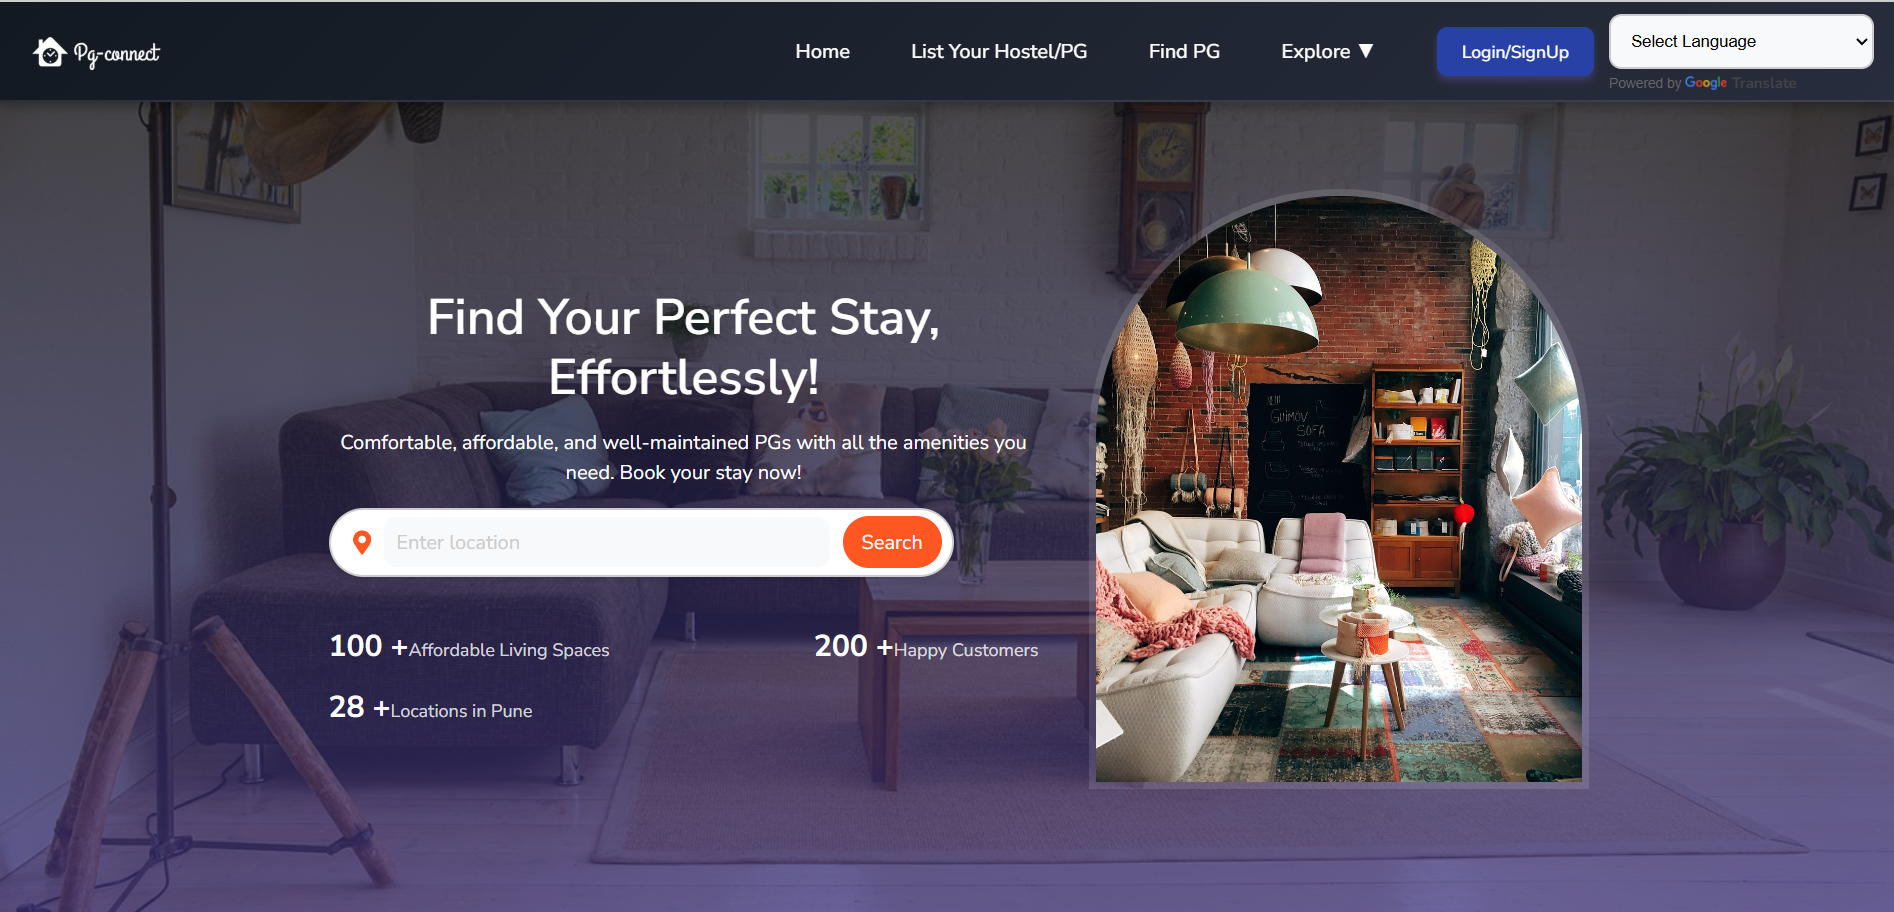 Pg-connect
Home
List Your Hostel/PG
Find PG
Explore ▼
Login/SignUp
Select Language
Powered by Google Translate
Find Your Perfect Stay,
Effortlessly!
Comfortable, affordable, and well-maintained PGs with all the amenities you
need. Book your stay now!
Enter location
Search
100 +Affordable Living Spaces
200 +Happy Customers
28 +Locations in Pune
GUIMOV
SOFA